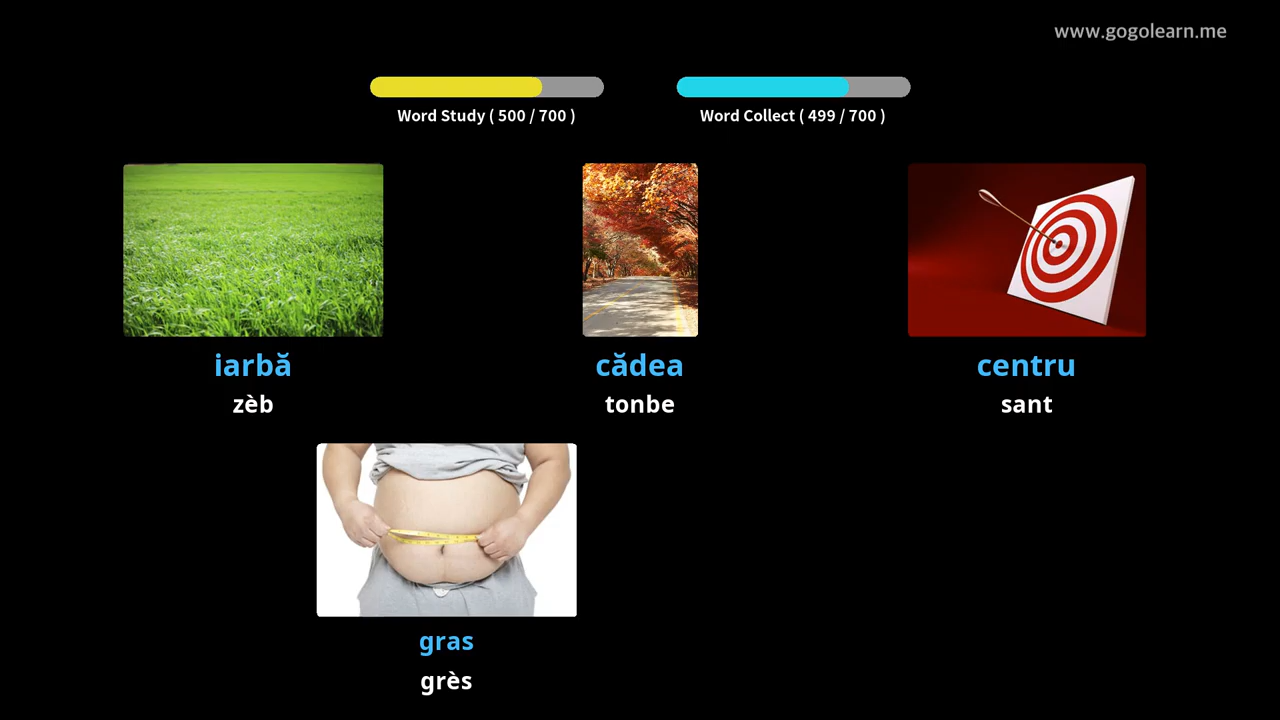 www.gogolearn.me
Word Study ( 500 / 700 )
Word Collect ( 499 / 700 )
iarbă
zèb
cădea
tonbe
centru
sant
gras
grès